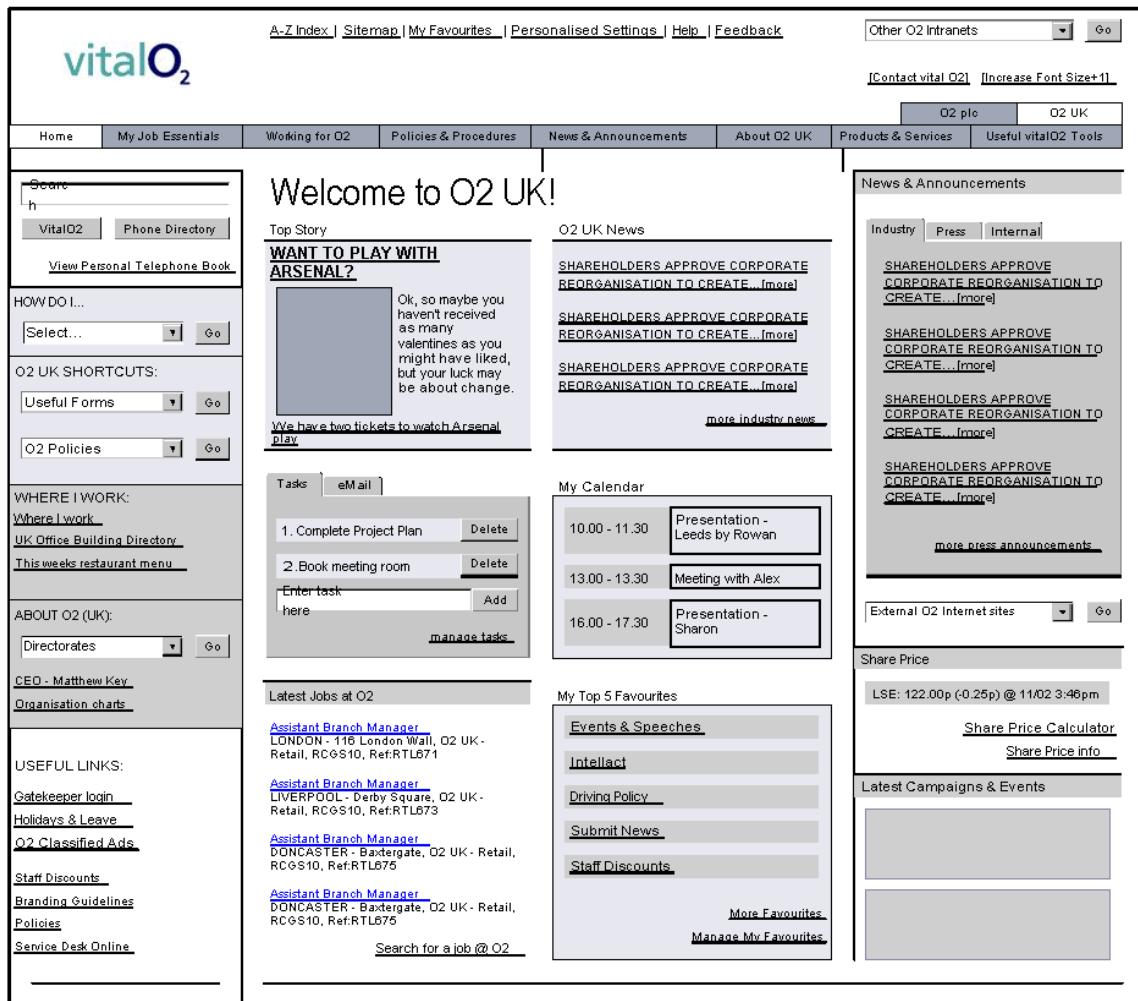 A-Z Index | Sitemap | My Favourites | Personalised Settings | Help | Feedback
Other O2 Intranets
Go
vitalO2
[Contact vital O2] [Increase Font Size+1]
O2 plc
O2 UK
Home
My Job Essentials
Working for O2
Policies & Procedures
News & Announcements
About O2 UK
Products & Services
Useful vitalO2 Tools
Searc
h
VitalO2
Phone Directory
View Personal Telephone Book
HOW DO I...
Select...
Go
O2 UK SHORTCUTS:
Useful Forms
Go
O2 Policies
Go
WHERE I WORK:
Where I work
UK Office Building Directory
This weeks restaurant menu
ABOUT O2 (UK):
Directorates
Go
CEO - Matthew Key
Organisation charts
USEFUL LINKS:
Gatekeeper login
Holidays & Leave
O2 Classified Ads
Staff Discounts
Branding Guidelines
Policies
Service Desk Online
Welcome to O2 UK!
Top Story
WANT TO PLAY WITH
ARSENAL?
Ok, so maybe you
haven't received
as many
valentines as you
might have liked,
but your luck may
be about change.
We have two tickets to watch Arsenal
play
O2 UK News
SHAREHOLDERS APPROVE CORPORATE
REORGANISATION TO CREATE...[more]
SHAREHOLDERS APPROVE CORPORATE
REORGANISATION TO CREATE...[more]
SHAREHOLDERS APPROVE CORPORATE
REORGANISATION TO CREATE...[more]
more industry news
Tasks
eMail
1. Complete Project Plan
Delete
2.Book meeting room
Delete
Enter task
here
Add
manage tasks
My Calendar
10.00 - 11.30
Presentation -
Leeds by Rowan
13.00 - 13.30
Meeting with Alex
16.00 - 17.30
Presentation -
Sharon
Latest Jobs at O2
Assistant Branch Manager
LONDON - 116 London Wall, O2 UK -
Retail, RCGS10, Ref:RTL671
Assistant Branch Manager
LIVERPOOL - Derby Square, O2 UK -
Retail, RCGS10, Ref:RTL673
Assistant Branch Manager
DONCASTER - Baxtergate, O2 UK - Retail,
RCGS10, Ref:RTL675
Assistant Branch Manager
DONCASTER - Baxtergate, O2 UK - Retail,
RCGS10, Ref:RTL675
Search for a job @ O2
My Top 5 Favourites
Events & Speeches
Intellact
Driving Policy
Submit News
Staff Discounts
More Favourites
Manage My Favourites
News & Announcements
Industry
Press
Internal
SHAREHOLDERS APPROVE
CORPORATE REORGANISATION TO
CREATE...[more]
SHAREHOLDERS APPROVE
CORPORATE REORGANISATION TO
CREATE...[more]
SHAREHOLDERS APPROVE
CORPORATE REORGANISATION TO
CREATE...[more]
SHAREHOLDERS APPROVE
CORPORATE REORGANISATION TO
CREATE...[more]
more press announcements
External O2 Internet sites
Go
Share Price
LSE: 122.00p (-0.25p) @ 11/02 3:46pm
Share Price Calculator
Share Price info
Latest Campaigns & Events